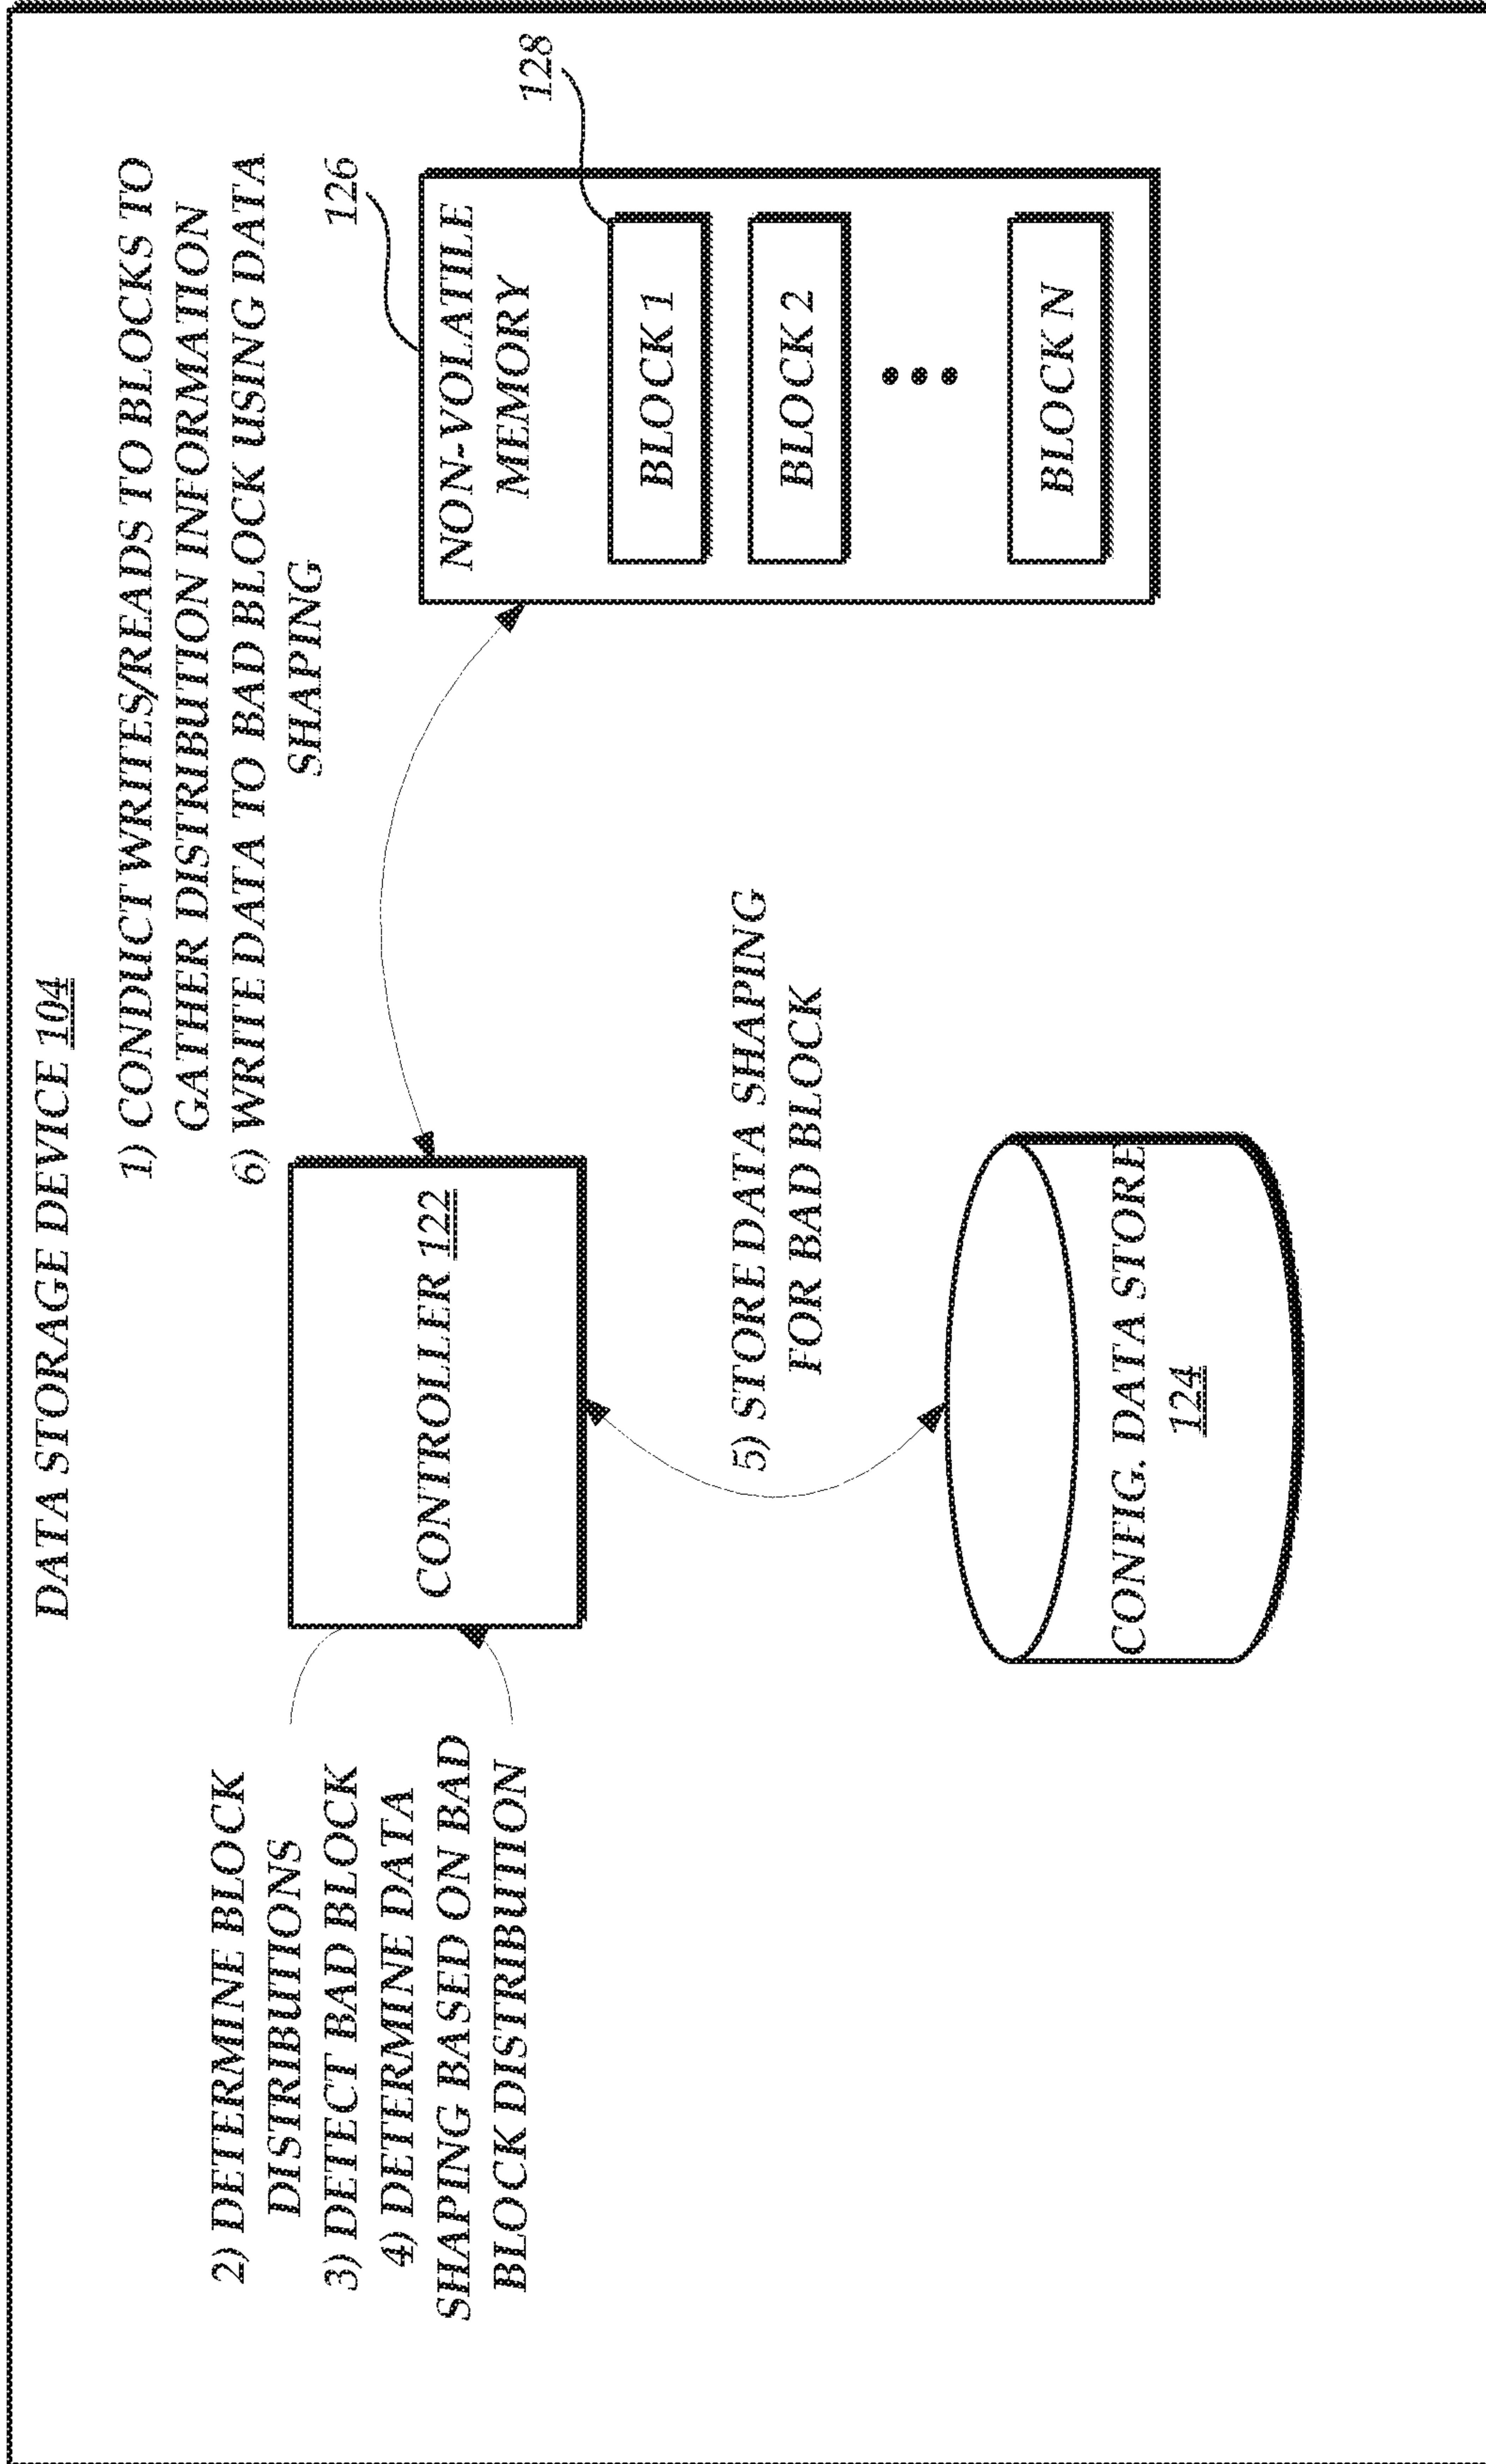 DATA STORAGE DEVICE 104
1) CONDUCT WRITES/READS TO BLOCKS TO
GATHER DISTRIBUTION INFORMATION
6) WRITE DATA TO BAD BLOCK USING DATA
SHAPING
2) DETERMINE BLOCK
DISTRIBUTIONS
3) DETECT BAD BLOCK
4) DETERMINE DATA
SHAPING BASED ON BAD
BLOCK DISTRIBUTION
CONTROLLER 122
126
NON-VOLATILE
MEMORY
128
BLOCK 1
BLOCK 2
BLOCK N
5) STORE DATA SHAPING
FOR BAD BLOCK
CONFIG. DATA STORE
124